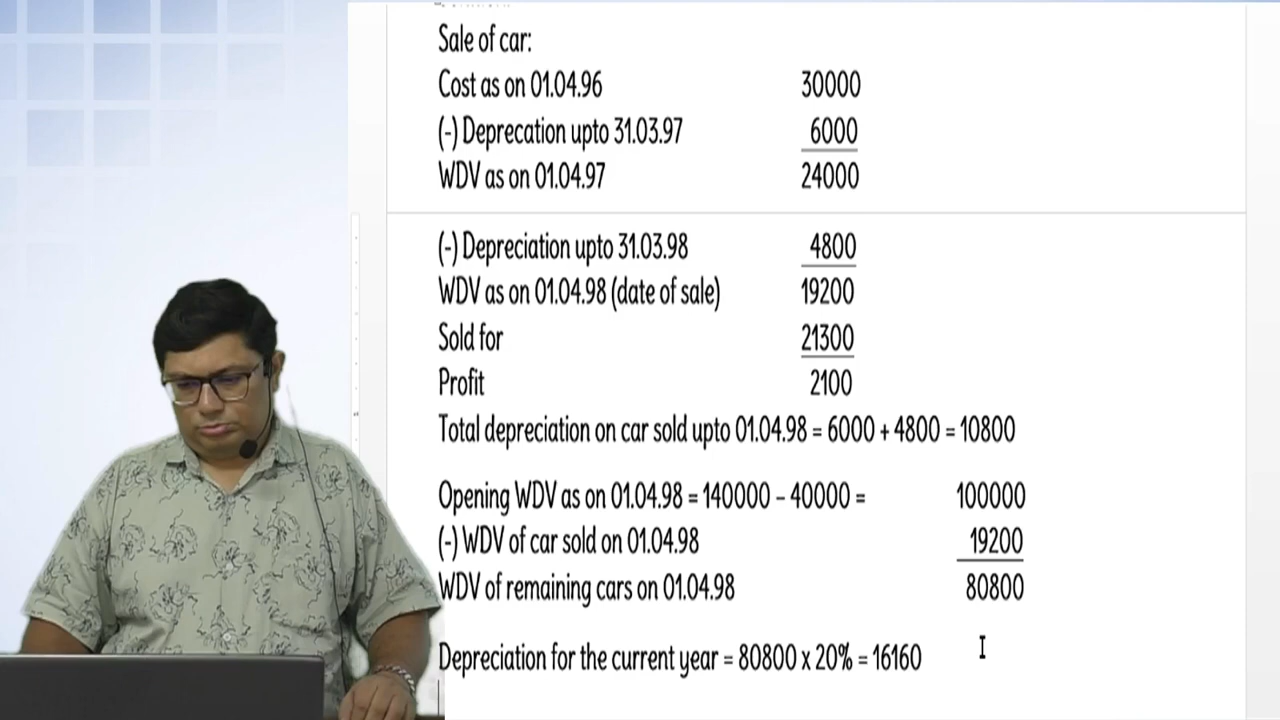 Sale of car:
Cost as on 01.04.96 30000
(-) Deprecation upto 31.03.97 6000
WDV as on 01.04.97 24000
(-) Depreciation upto 31.03.98 4800
WDV as on 01.04.98 (date of sale) 19200
Sold for 21300
Profit 2100
Total depreciation on car sold upto 01.04.98 = 6000 + 4800 = 10800
Opening WDV as on 01.04.98 = 140000 – 40000 = 100000
(-) WDV of car sold on 01.04.98 19200
WDV of remaining cars on 01.04.98 80800
Depreciation for the current year = 80800 x 20% = 16160